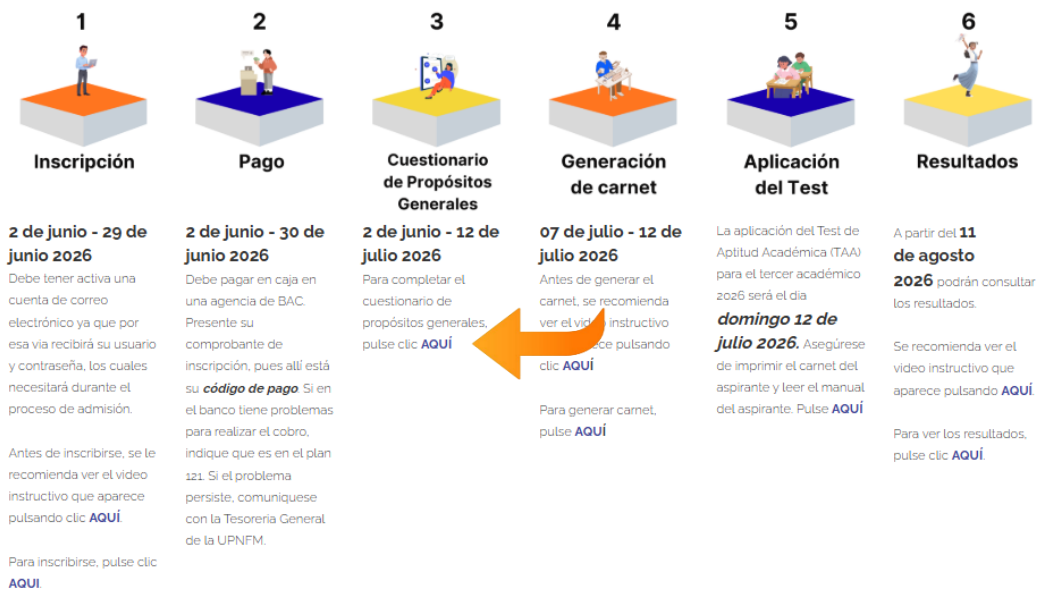 1
Inscripción
2 de junio - 29 de
junio 2026
Debe tener activa una
cuenta de correo
electrónico ya que por
esa via recibirá su usuario
y contraseña, los cuales
necesitará durante el
proceso de admisión.
Antes de inscribirse, se le
recomienda ver el video
instructivo que aparece
pulsando clic AQUÍ.
Para inscribirse, pulse clic
AQUI.
2
Pago
2 de junio - 30 de
junio 2026
Debe pagar en caja en
una agencia de BAC.
Presente su
comprobante de
inscripción, pues allí está
su código de pago. Si en
el banco tiene problemas
para realizar el cobro,
indique que es en el plan
121. Si el problema
persiste, comuniquese
con la Tesoreria General
de la UPNFM.
3
Cuestionario
de Propósitos
Generales
2 de junio - 12 de
julio 2026
Para completar el
cuestionario de
propósitos generales,
pulse clic AQUÍ
4
Generación
de carnet
07 de julio - 12 de
julio 2026
Antes de generar el
carnet, se recomienda
ver el instructivo
pulsando
clic AQUÍ
Para generar carnet,
pulse AQUÍ
5
Aplicación
del Test
La aplicación del Test de
Aptitud Académica (TAA)
para el tercer académico
2026 será el dia
domingo 12 de
julio 2026. Asegúrese
de imprimir el carnet del
aspirante y leer el manual
del aspirante. Pulse AQUÍ
6
Resultados
A partir del 11
de agosto
2026 podrán consultar
los resultados.
Se recomienda ver el
video instructivo que
aparece pulsando AQUÍ.
Para ver los resultados,
pulse clic AQUÍ.